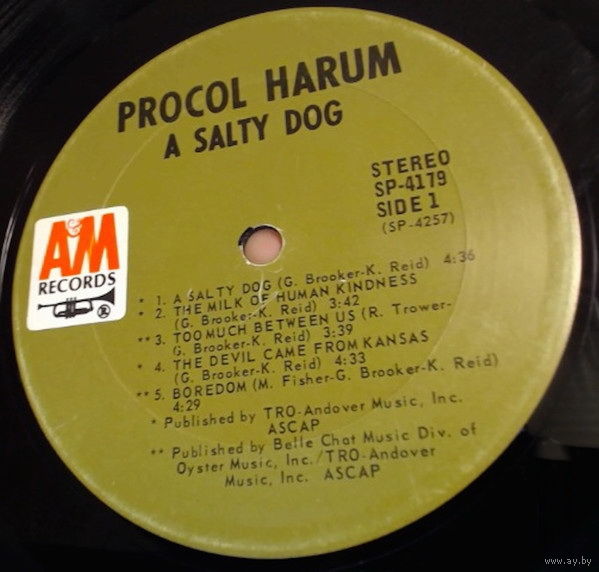 PROCOL HARUM
A SALTY DOG
STEREO
SP-4179
SIDE 1
(SP-4257)
A&M
RECORDS
®
* 1. A SALTY DOG (G. Brooker-K. Reid) 4:36
* 2. THE MILK OF HUMAN KINDNESS
(G. Brooker-K. Reid) 3:42
** 3. TOO MUCH BETWEEN US (R. Trower-
G. Brooker-K. Reid) 3:39
* 4. THE DEVIL CAME FROM KANSAS
(G. Brooker-K. Reid) 4:33
** 5. BOREDOM (M. Fisher-G. Brooker-K. Reid)
4:29
* Published by TRO-Andover Music, Inc.
ASCAP
** Published by Belle Chat Music Div. of
Oyster Music, Inc./TRO-Andover
Music, Inc. ASCAP
www.ay.by